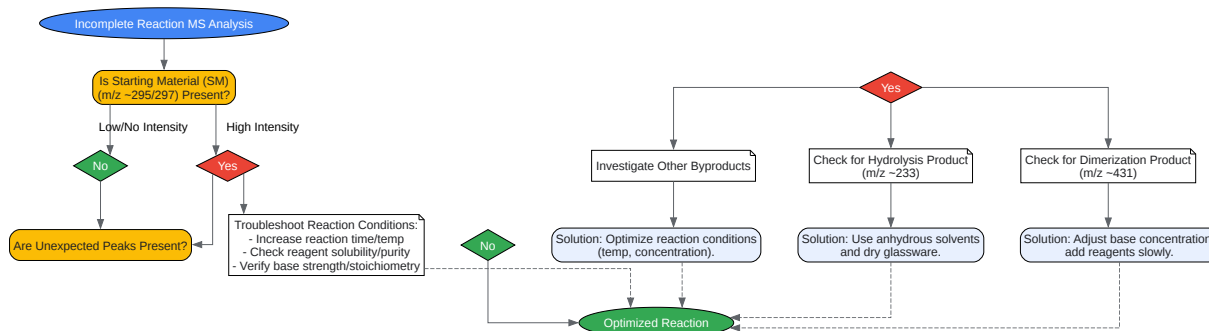 Incomplete Reaction MS Analysis
Is Starting Material (SM)
(m/z ~295/297) Present?
Low/No Intensity
High Intensity
No
Yes
Are Unexpected Peaks Present?
Troubleshoot Reaction Conditions:
- Increase reaction time/temp
- Check reagent solubility/purity
- Verify base strength/stoichiometry
Yes
Investigate Other Byproducts
Check for Hydrolysis Product
(m/z ~233)
Check for Dimerization Product
(m/z ~431)
No
Solution: Optimize reaction conditions
(temp, concentration).
Solution: Use anhydrous solvents
and dry glassware.
Solution: Adjust base concentration
add reagents slowly.
Optimized Reaction